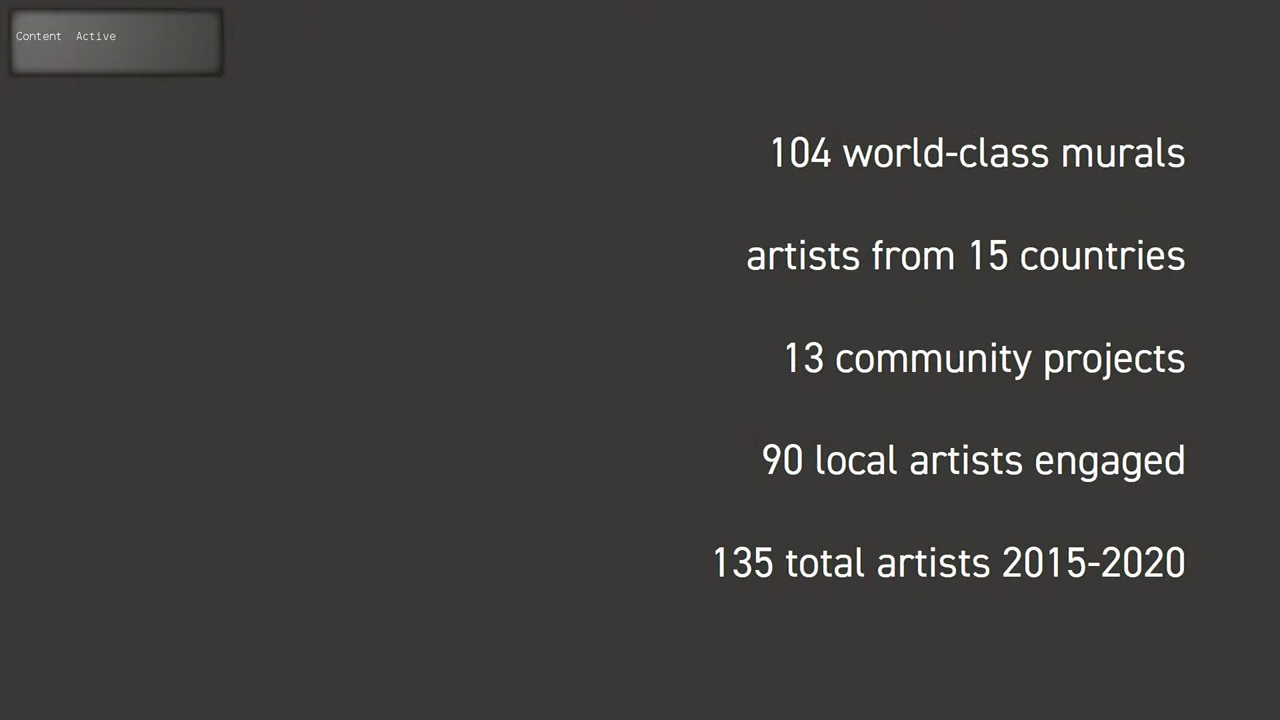 Content Active
104 world-class murals
artists from 15 countries
13 community projects
90 local artists engaged
135 total artists 2015-2020